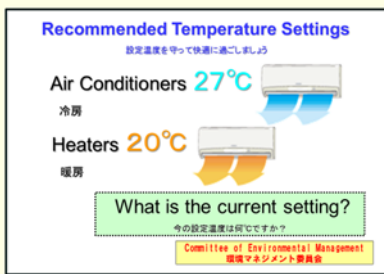 Recommended Temperature Settings
設定温度を守って快適に過ごしましょう
Air Conditioners 27℃
冷房
Heaters 20℃
暖房
What is the current setting?
今の設定温度は何℃ですか？
Committee of Environmental Management
環境マネジメント委員会